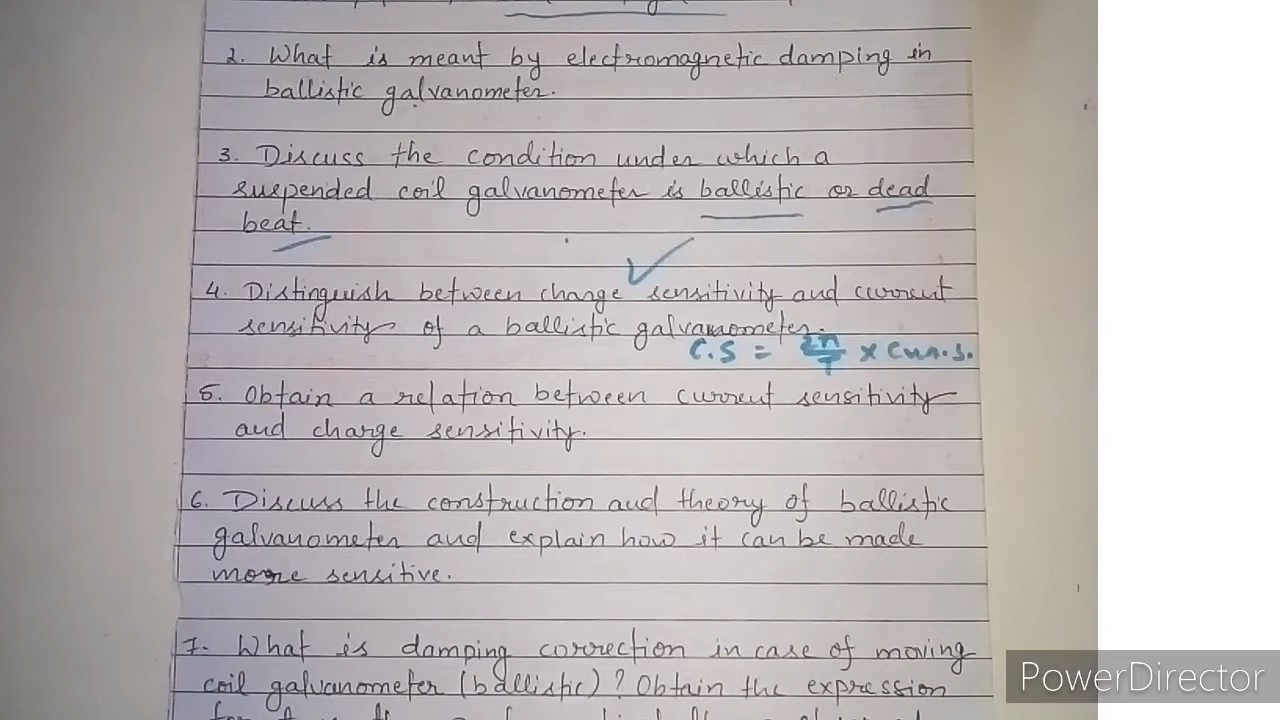 2. What is meant by electromagnetic damping in
ballistic galvanometer.
3. Discuss the condition under which a
suspended coil galvanometer is ballistic or dead
beat.
4. Distinguish between charge sensitivity and current
sensitivity of a ballistic galvanometer.
C.S = 2π/T × Curr.S.
5. Obtain a relation between current sensitivity
and charge sensitivity.
6. Discuss the construction and theory of ballistic
galvanometer and explain how it can be made
more sensitive.
7. What is damping correction in case of moving
coil galvanometer (ballistic)? Obtain the expression
PowerDirector